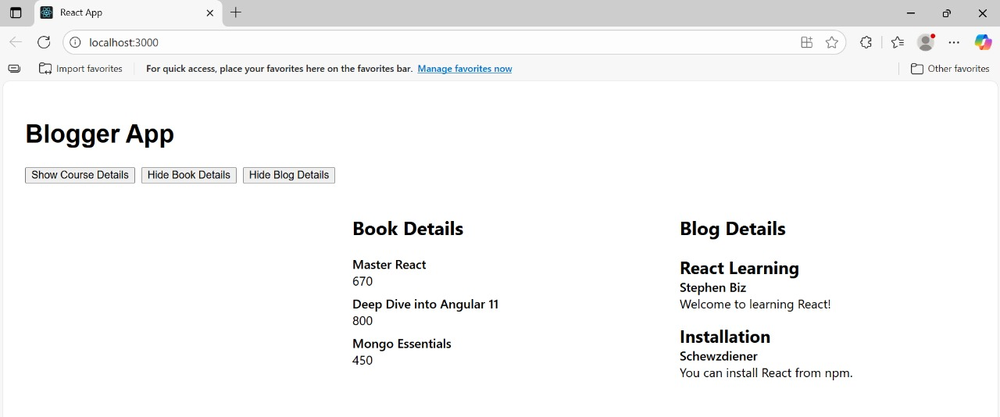 React App
localhost:3000
Import favorites
For quick access, place your favorites here on the favorites bar. Manage favorites now
Other favorites
Blogger App
Show Course Details
Hide Book Details
Hide Blog Details
Book Details
Master React
670
Deep Dive into Angular 11
800
Mongo Essentials
450
Blog Details
React Learning
Stephen Biz
Welcome to learning React!
Installation
Schewzdiener
You can install React from npm.